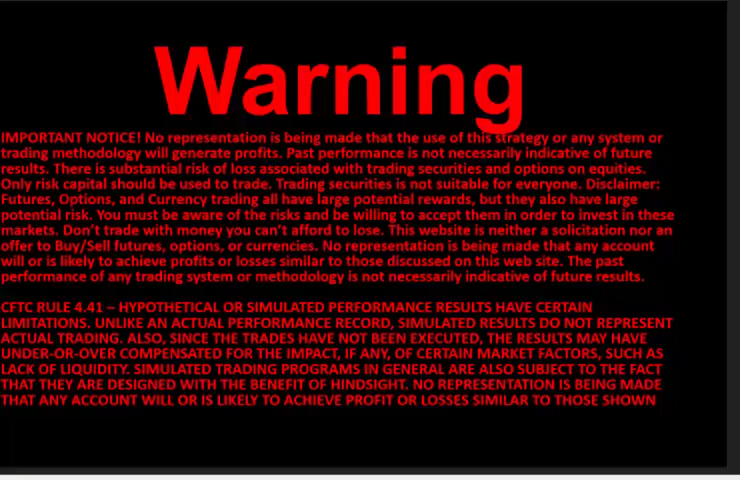 Warning
IMPORTANT NOTICE! No representation is being made that the use of this strategy or any system or
trading methodology will generate profits. Past performance is not necessarily indicative of future
results. There is substantial risk of loss associated with trading securities and options on equities.
Only risk capital should be used to trade. Trading securities is not suitable for everyone. Disclaimer:
Futures, Options, and Currency trading all have large potential rewards, but they also have large
potential risk. You must be aware of the risks and be willing to accept them in order to invest in these
markets. Don't trade with money you can't afford to lose. This website is neither a solicitation nor an
offer to Buy/Sell futures, options, or currencies. No representation is being made that any account
will or is likely to achieve profits or losses similar to those discussed on this web site. The past
performance of any trading system or methodology is not necessarily indicative of future results.
CFTC RULE 4.41 – HYPOTHETICAL OR SIMULATED PERFORMANCE RESULTS HAVE CERTAIN
LIMITATIONS. UNLIKE AN ACTUAL PERFORMANCE RECORD, SIMULATED RESULTS DO NOT REPRESENT
ACTUAL TRADING. ALSO, SINCE THE TRADES HAVE NOT BEEN EXECUTED, THE RESULTS MAY HAVE
UNDER-OR-OVER COMPENSATED FOR THE IMPACT, IF ANY, OF CERTAIN MARKET FACTORS, SUCH AS
LACK OF LIQUIDITY. SIMULATED TRADING PROGRAMS IN GENERAL ARE ALSO SUBJECT TO THE FACT
THAT THEY ARE DESIGNED WITH THE BENEFIT OF HINDSIGHT. NO REPRESENTATION IS BEING MADE
THAT ANY ACCOUNT WILL OR IS LIKELY TO ACHIEVE PROFIT OR LOSSES SIMILAR TO THOSE SHOWN